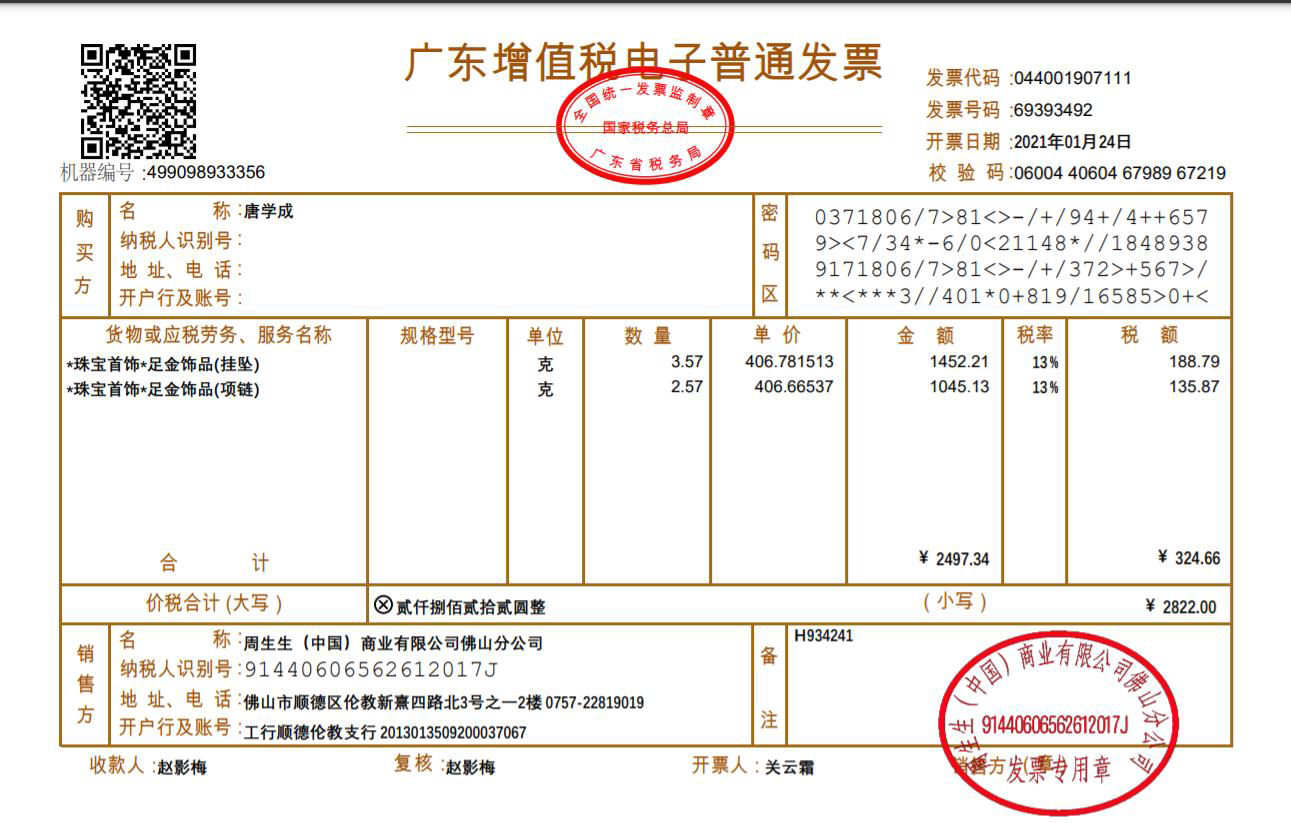 广东增值税电子普通发票
全国统一发票监制章
国家税务总局
广东省税务局
发票代码:044001907111
发票号码:69393492
开票日期:2021年01月24日
校验码:06004 40604 67989 67219
机器编号:499098933356
购买方
名称:唐学成
纳税人识别号:
地址、电话:
开户行及账号:
密码区
0371806/7>81<>-/+/94+/4++657
9><7/34*-6/0<21148*//1848938
9171806/7>81<>-/+/372>+567>/
**<***3//401*0+819/16585>0+<
货物或应税劳务、服务名称 规格型号 单位 数量 单价 金额 税率 税额
*珠宝首饰*足金饰品(挂坠) 克 3.57 406.781513 1452.21 13% 188.79
*珠宝首饰*足金饰品(项链) 克 2.57 406.66537 1045.13 13% 135.87
合计 ¥ 2497.34 ¥ 324.66
价税合计(大写) ⊗贰仟捌佰贰拾贰圆整 (小写) ¥ 2822.00
销售方
名称:周生生（中国）商业有限公司佛山分公司
纳税人识别号:91440606562612017J
地址、电话:佛山市顺德区伦教新熹四路北3号之一2楼 0757-22819019
开户行及账号:工行顺德伦教支行 2013013509200037067
备注
H934241
周生生（中国）商业有限公司佛山分公司
91440606562612017J
发票专用章
收款人:赵影梅 复核:赵影梅 开票人:关云霜 销售方:(章)